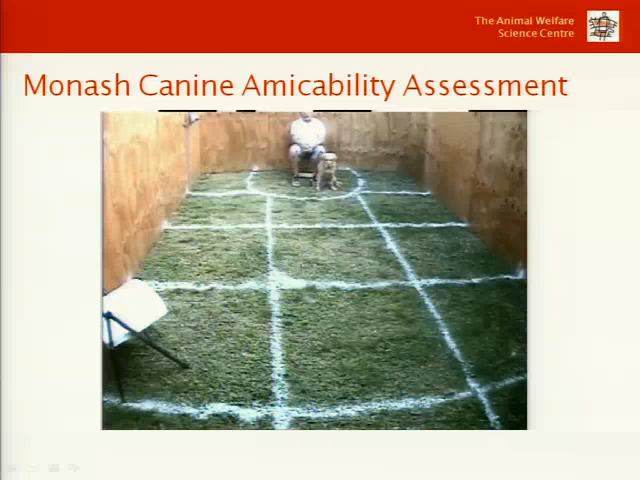 The Animal Welfare
Science Centre
Monash Canine Amicability Assessment